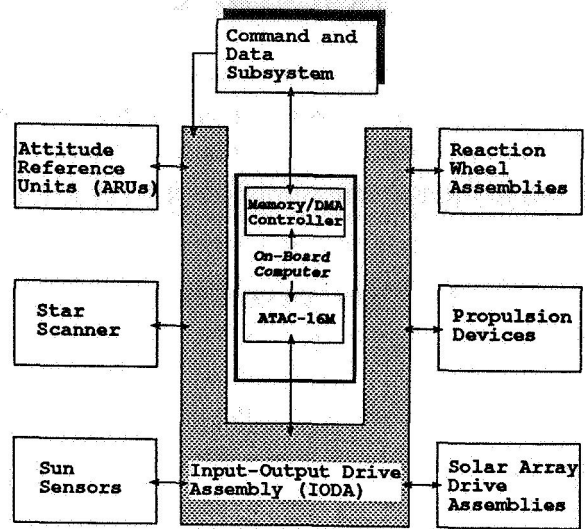 Command and
Data
Subsystem
Attitude
Reference
Units (ARUs)
Reaction
Wheel
Assemblies
Memory/DMA
Controller
On-Board
Computer
Star
Scanner
ATAC-16M
Propulsion
Devices
Sun
Sensors
Input-Output Drive
Assembly (IODA)
Solar Array
Drive
Assemblies